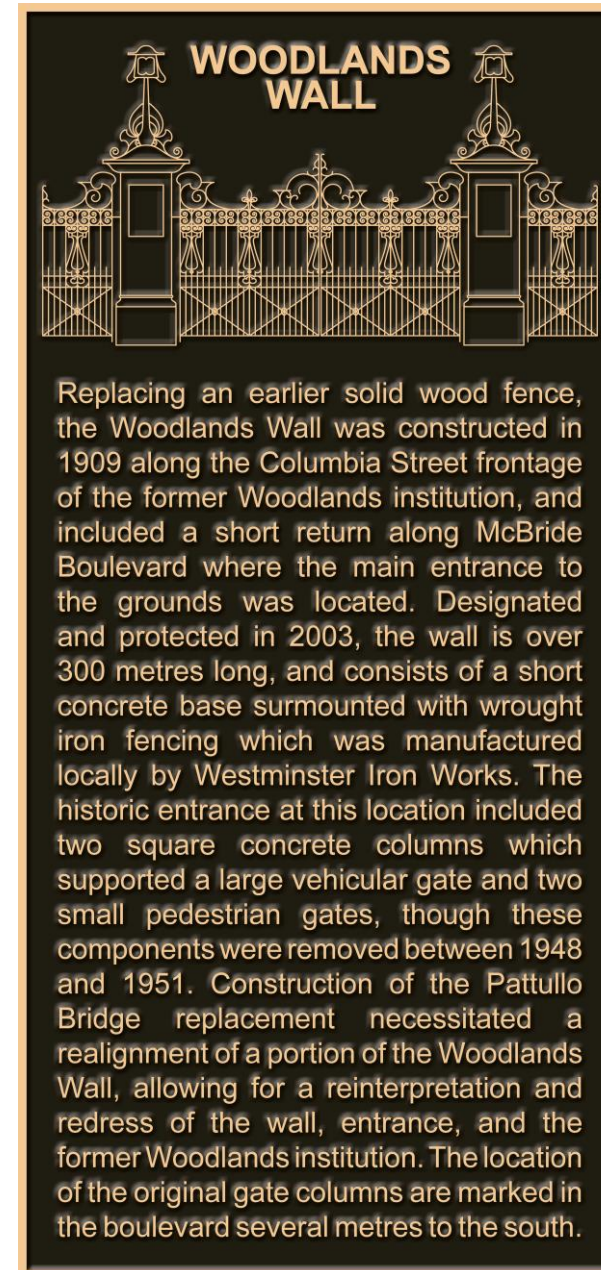 WOODLANDS
WALL
Replacing an earlier solid wood fence,
the Woodlands Wall was constructed in
1909 along the Columbia Street frontage
of the former Woodlands institution, and
included a short return along McBride
Boulevard where the main entrance to
the grounds was located. Designated
and protected in 2003, the wall is over
300 metres long, and consists of a short
concrete base surmounted with wrought
iron fencing which was manufactured
locally by Westminster Iron Works. The
historic entrance at this location included
two square concrete columns which
supported a large vehicular gate and two
small pedestrian gates, though these
components were removed between 1948
and 1951. Construction of the Pattullo
Bridge replacement necessitated a
realignment of a portion of the Woodlands
Wall, allowing for a reinterpretation and
redress of the wall, entrance, and the
former Woodlands institution. The location
of the original gate columns are marked in
the boulevard several metres to the south.